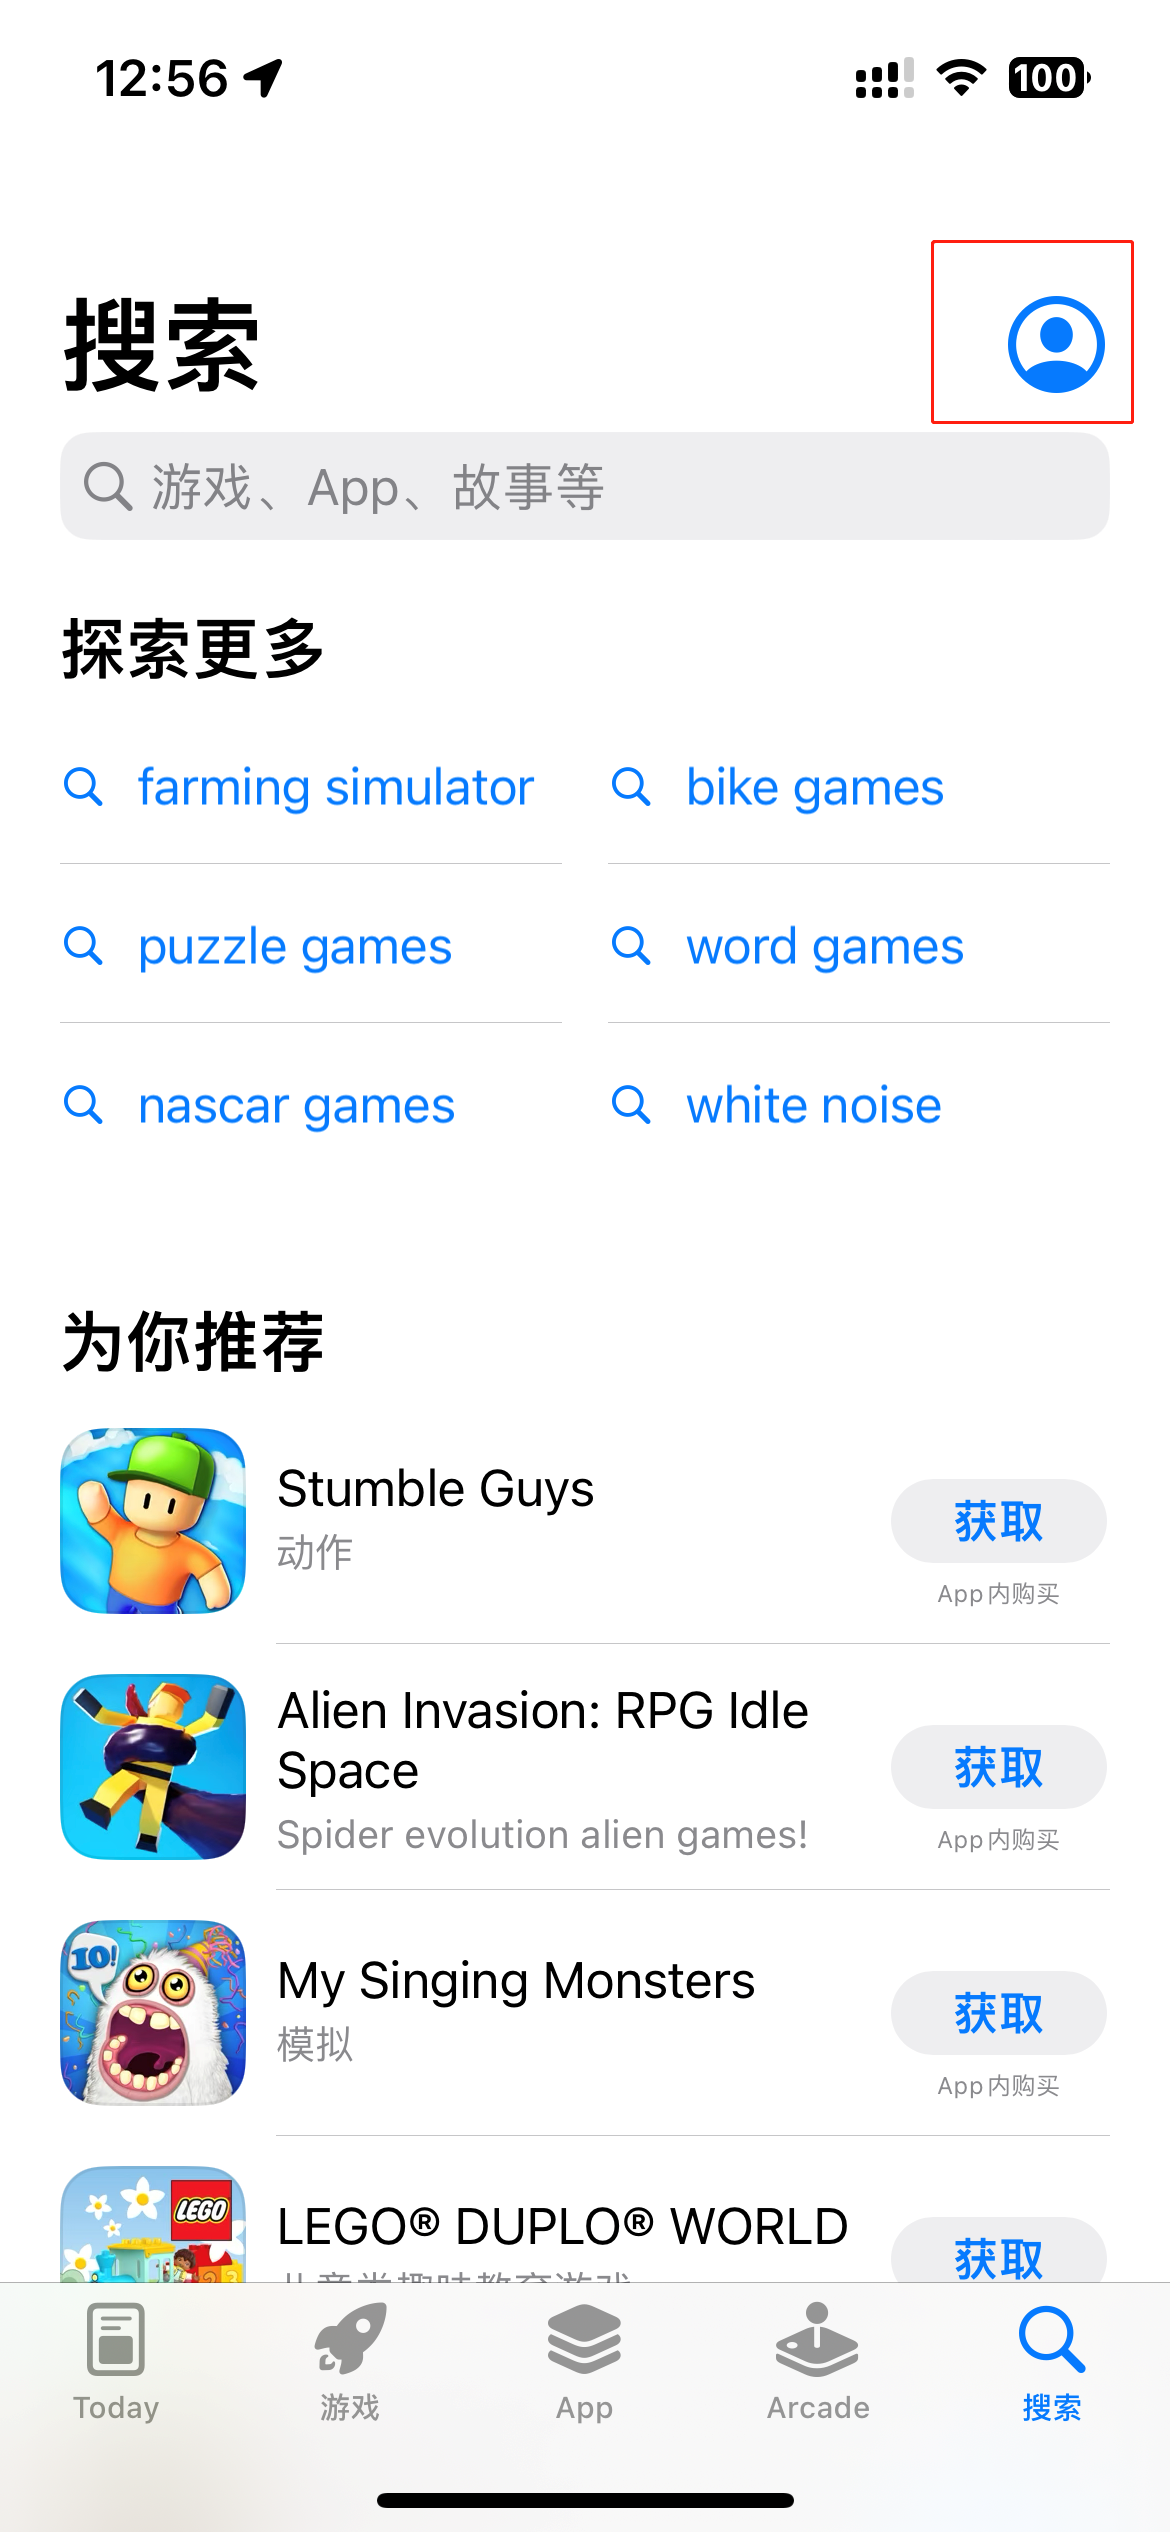 12:56
100
搜索
游戏、App、故事等
探索更多
farming simulator
bike games
puzzle games
word games
nascar games
white noise
为你推荐
Stumble Guys
动作
获取
App 内购买
Alien Invasion: RPG Idle
Space
Spider evolution alien games!
获取
App 内购买
10!
My Singing Monsters
模拟
获取
App 内购买
LEGO
LEGO® DUPLO® WORLD
获取
Today
游戏
App
Arcade
搜索